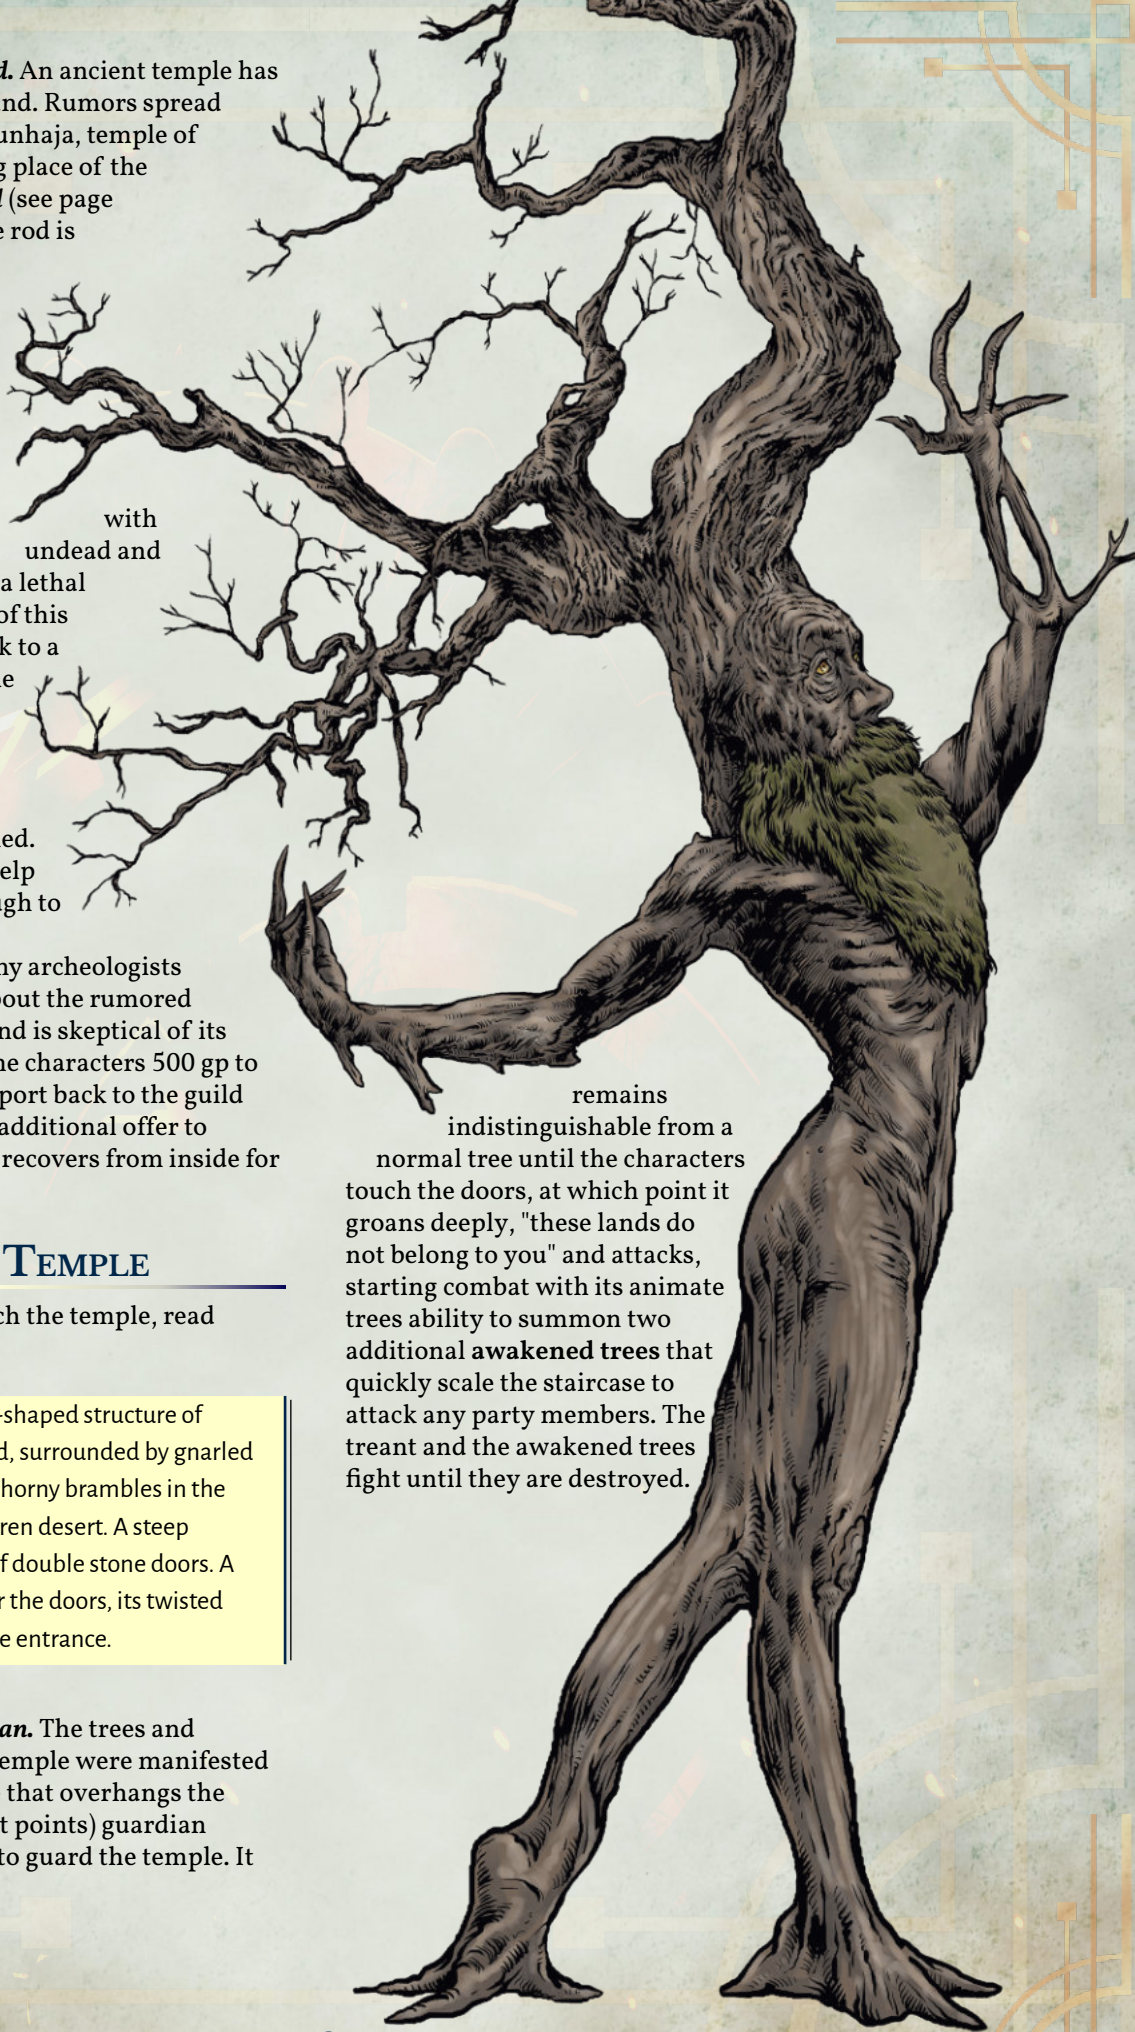 d. An ancient temple has
nd. Rumors spread
unhaja, temple of
g place of the
(see page
e rod is
with
undead and
a lethal
of this
k to a
e
ed.
elp
gh to
ny archeologists
bout the rumored
nd is skeptical of its
he characters 500 gp to
port back to the guild
additional offer to
recovers from inside for
TEMPLE
ch the temple, read
-shaped structure of
d, surrounded by gnarled
horny brambles in the
ren desert. A steep
f double stone doors. A
r the doors, its twisted
e entrance.
an. The trees and
emple were manifested
that overhangs the
t points) guardian
to guard the temple. It
remains
indistinguishable from a
normal tree until the characters
touch the doors, at which point it
groans deeply, "these lands do
not belong to you" and attacks,
starting combat with its animate
trees ability to summon two
additional awakened trees that
quickly scale the staircase to
attack any party members. The
treant and the awakened trees
fight until they are destroyed.